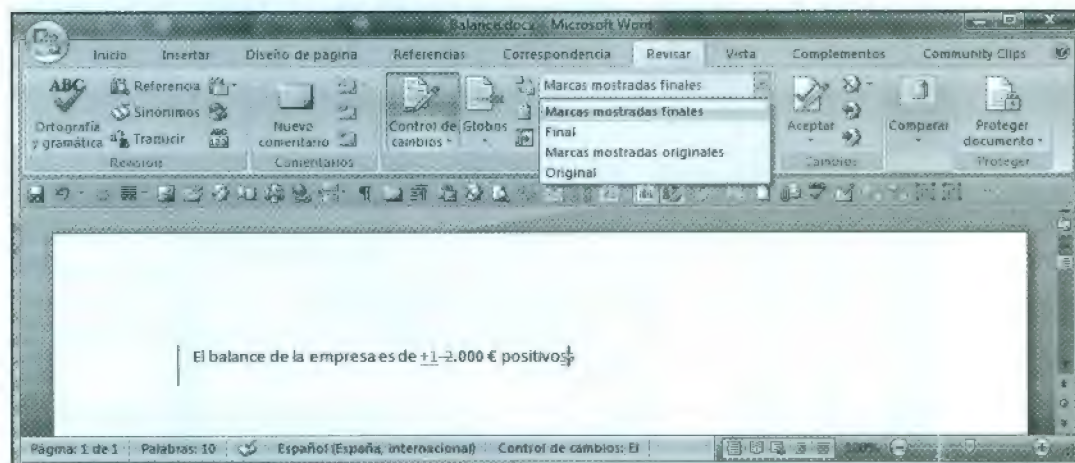 Balance.docx - Microsoft Word
Inicio Insertar Diseño de página Referencias Correspondencia Revisar Vista Complementos Community Clips
ABC Ortografía y gramática
Referencia
Sinónimos
Traducir
Revisión
Nuevo comentario
Comentarios
Control de cambios
Globos
Marcas mostradas finales
Marcas mostradas finales
Final
Marcas mostradas originales
Original
Aceptar
Cambios
Comparar
Proteger documento
Proteger
El balance de la empresa es de +1-2.000 € positivos
Página: 1 de 1 Palabras: 10 Español (España, internacional) Control de cambios: El 100%